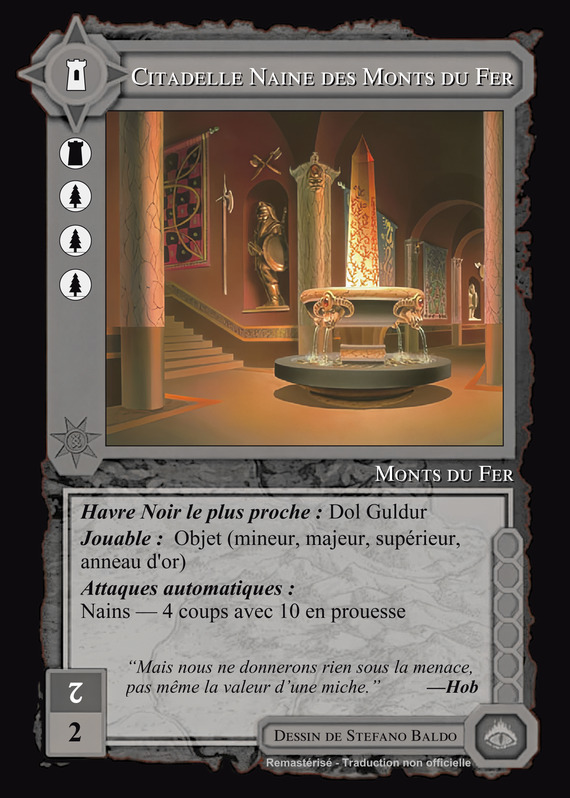 Citadelle Naine des Monts du Fer
Monts du Fer
Havre Noir le plus proche : Dol Guldur
Jouable : Objet (mineur, majeur, supérieur,
anneau d'or)
Attaques automatiques :
Nains — 4 coups avec 10 en prouesse
“Mais nous ne donnerons rien sous la menace,
pas même la valeur d’une miche.” —Hob
2
Dessin de Stefano Baldo
Remastérisé - Traduction non officielle